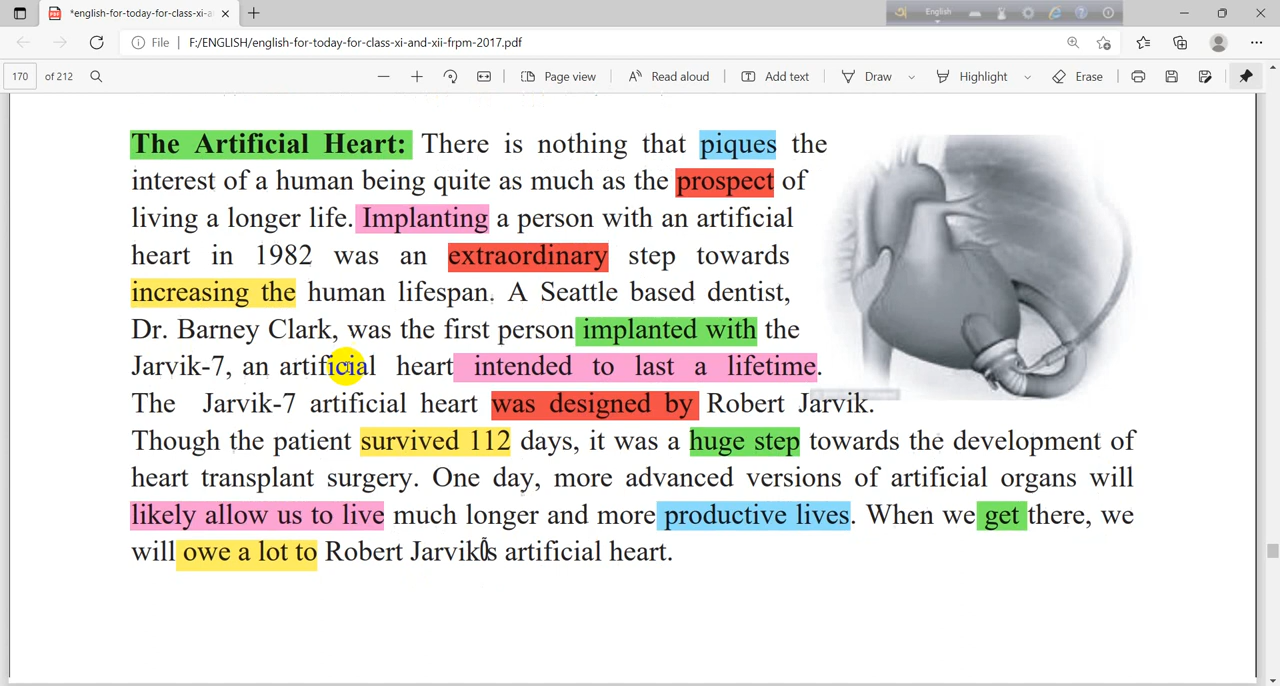 *english-for-today-for-class-xi-a
English
File F:/ENGLISH/english-for-today-for-class-xi-and-xii-frpm-2017.pdf
170 of 212 Page view Read aloud Add text Draw Highlight Erase
The Artificial Heart: There is nothing that piques the
interest of a human being quite as much as the prospect of
living a longer life. Implanting a person with an artificial
heart in 1982 was an extraordinary step towards
increasing the human lifespan. A Seattle based dentist,
Dr. Barney Clark, was the first person implanted with the
Jarvik-7, an artificial heart intended to last a lifetime.
The Jarvik-7 artificial heart was designed by Robert Jarvik.
Though the patient survived 112 days, it was a huge step towards the development of
heart transplant surgery. One day, more advanced versions of artificial organs will
likely allow us to live much longer and more productive lives. When we get there, we
will owe a lot to Robert Jarvik's artificial heart.